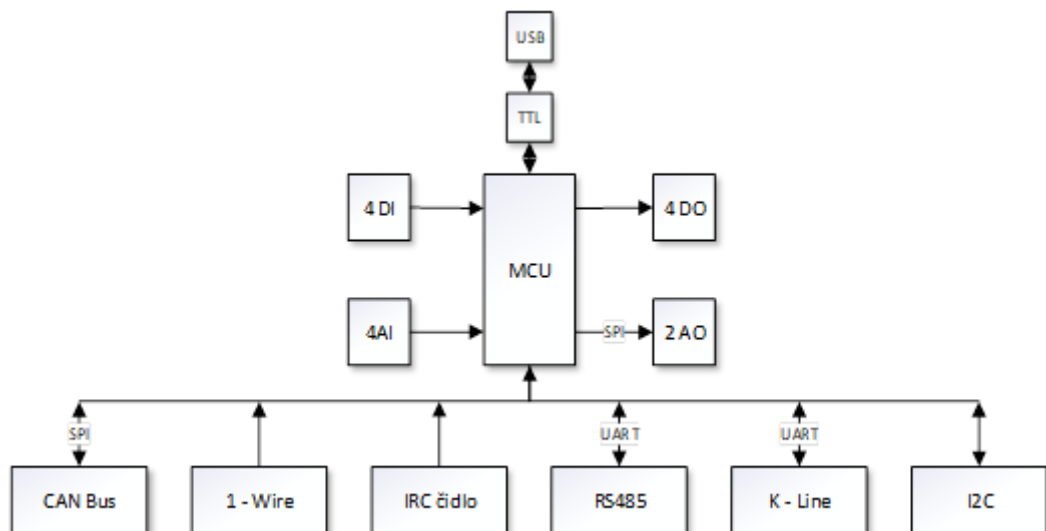 USB
TTL
4 DI
4 DO
MCU
4AI
SPI
2 AO
SPI
UART
UART
CAN Bus
1 - Wire
IRC čidlo
RS485
K - Line
I2C